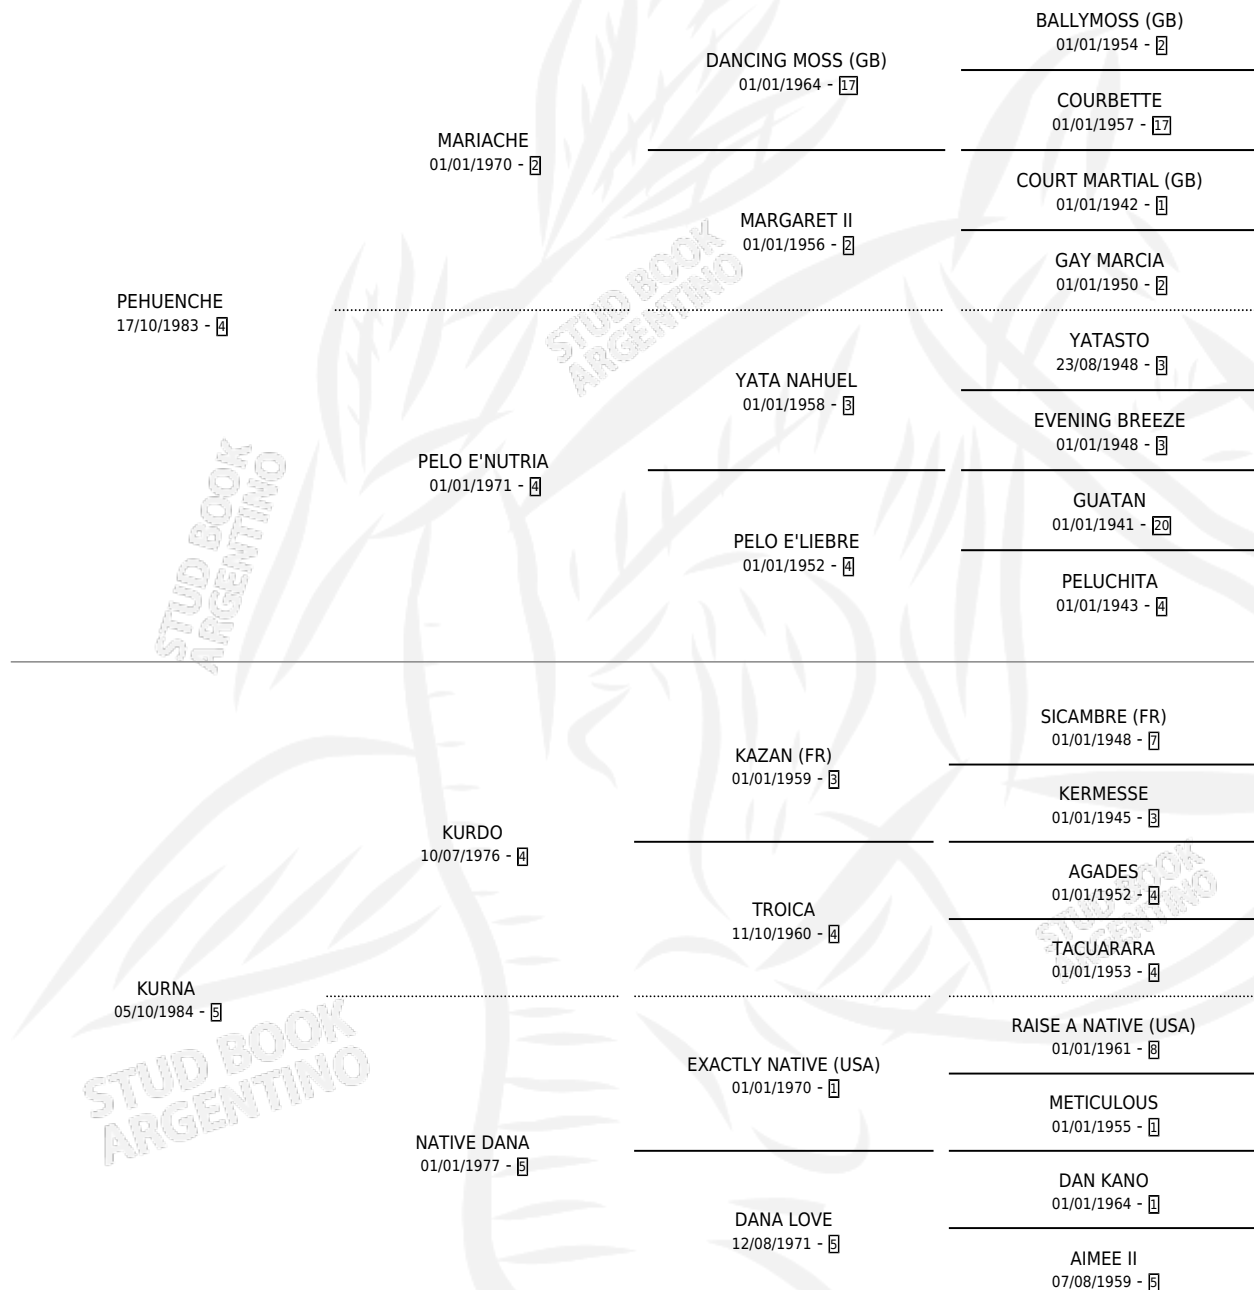 BALLYMOSS (GB)
01/01/1954 - 2
DANCING MOSS (GB)
01/01/1964 - 17
COURBETTE
01/01/1957 - 17
MARIACHE
01/01/1970 - 2
COURT MARTIAL (GB)
01/01/1942 - 1
MARGARET II
01/01/1956 - 2
GAY MARCIA
01/01/1950 - 2
PEHUENCHE
17/10/1983 - 4
YATASTO
23/08/1948 - 3
YATA NAHUEL
01/01/1958 - 3
EVENING BREEZE
01/01/1948 - 3
PELO E'NUTRIA
01/01/1971 - 4
GUATAN
01/01/1941 - 20
PELO E'LIEBRE
01/01/1952 - 4
PELUCHITA
01/01/1943 - 4
SICAMBRE (FR)
01/01/1948 - 7
KAZAN (FR)
01/01/1959 - 3
KERMESSE
01/01/1945 - 3
KURDO
10/07/1976 - 4
AGADES
01/01/1952 - 4
TROICA
11/10/1960 - 4
TACUARARA
01/01/1953 - 4
KURNA
05/10/1984 - 5
RAISE A NATIVE (USA)
01/01/1961 - 8
EXACTLY NATIVE (USA)
01/01/1970 - 1
METICULOUS
01/01/1955 - 1
NATIVE DANA
01/01/1977 - 5
DAN KANO
01/01/1964 - 1
DANA LOVE
12/08/1971 - 5
AIMEE II
07/08/1959 - 5
STUD BOOK
ARGENTINO
STUD BOOK
ARGENTINO
STUD BOOK
ARGENTINO
STUD BOOK
ARGENTINO